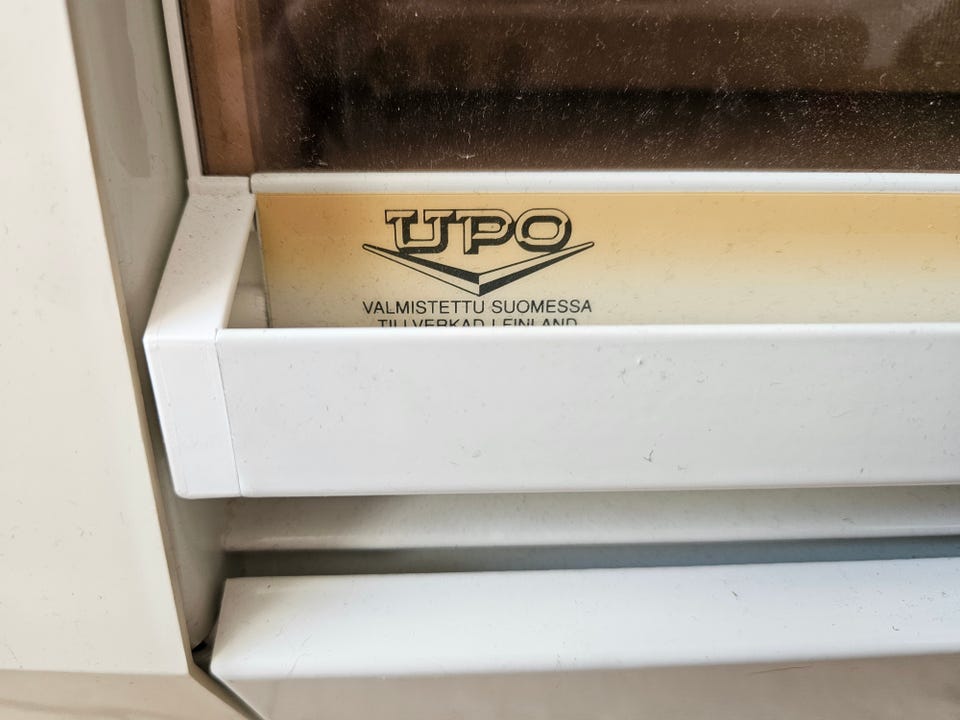 UPO
VALMISTETTU SUOMESSA
TILLVERKAD I FINLAND